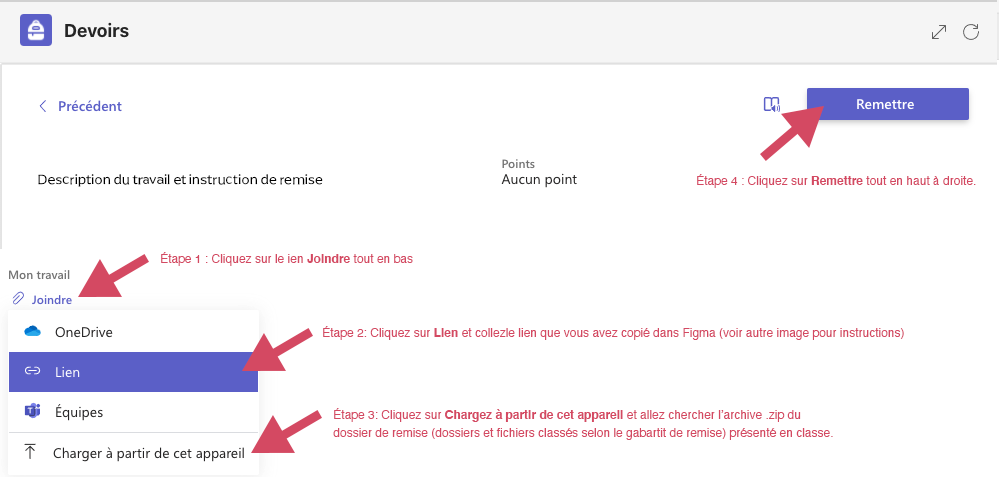 Devoirs
Précédent
Remettre
Points
Description du travail et instruction de remise
Aucun point
Étape 4 : Cliquez sur Remettre tout en haut à droite.
Étape 1 : Cliquez sur le ien Joindre tout en bas
Mon travail
Joindre
OneDrive
Étape 2: Cliquez sur Lien et collezle lien que vous avez copié dans Figma (voir autre image pour instructions)
Lien
Équipes
Étape 3: Cliquez sur Chargez à partir de cet appareil et allez chercher l'archive .zip du
dossier de remise (dossiers et fichiers classés selon le gabartit de remise) présenté en classe.
Charger à partir de cet appareil